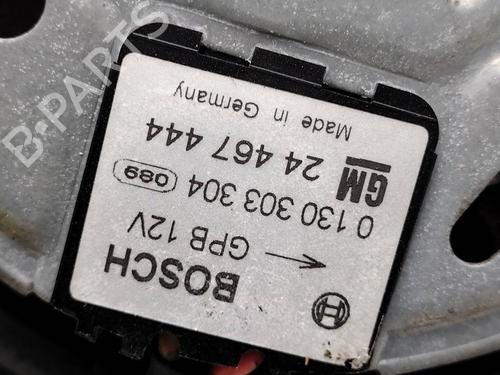 BOSCH
GPB 12V
0 130 303 304 089
GM 24 467 444
Made in Germany
B-PARTS